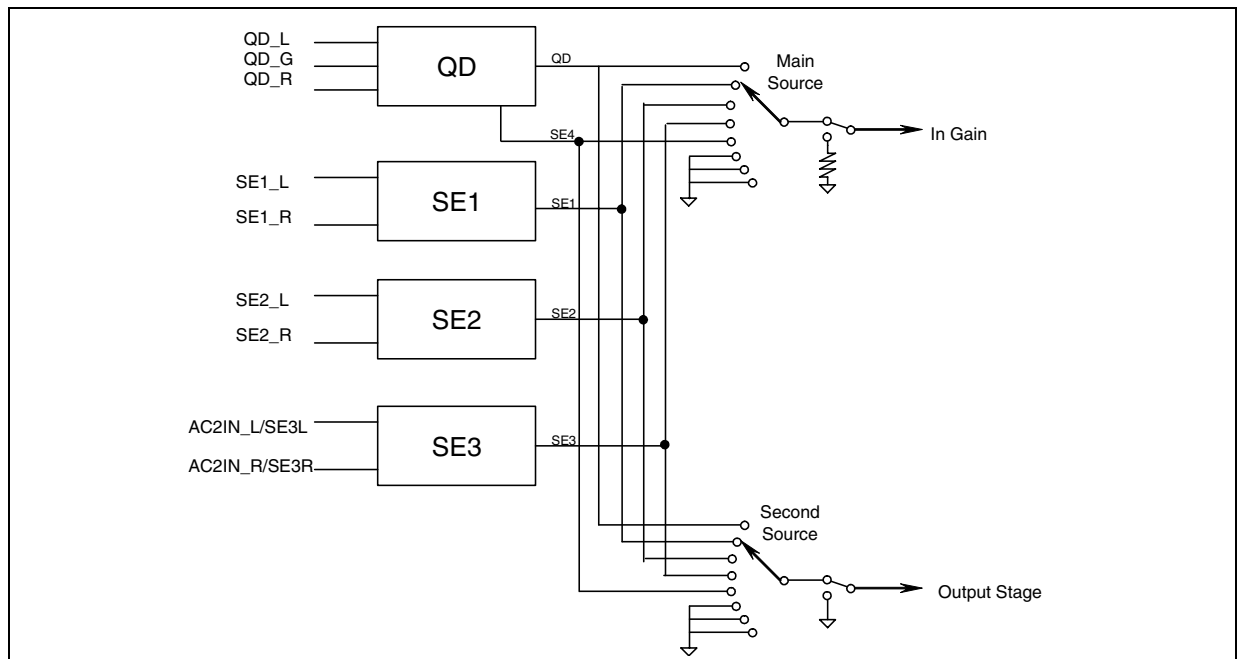 QD_L
QD_G
QD_R
QD
QD
SE4
Main
Source
In Gain
SE1_L
SE1_R
SE1
SE1
SE2_L
SE2_R
SE2
SE2
AC2IN_L/SE3L
AC2IN_R/SE3R
SE3
SE3
Second
Source
Output Stage